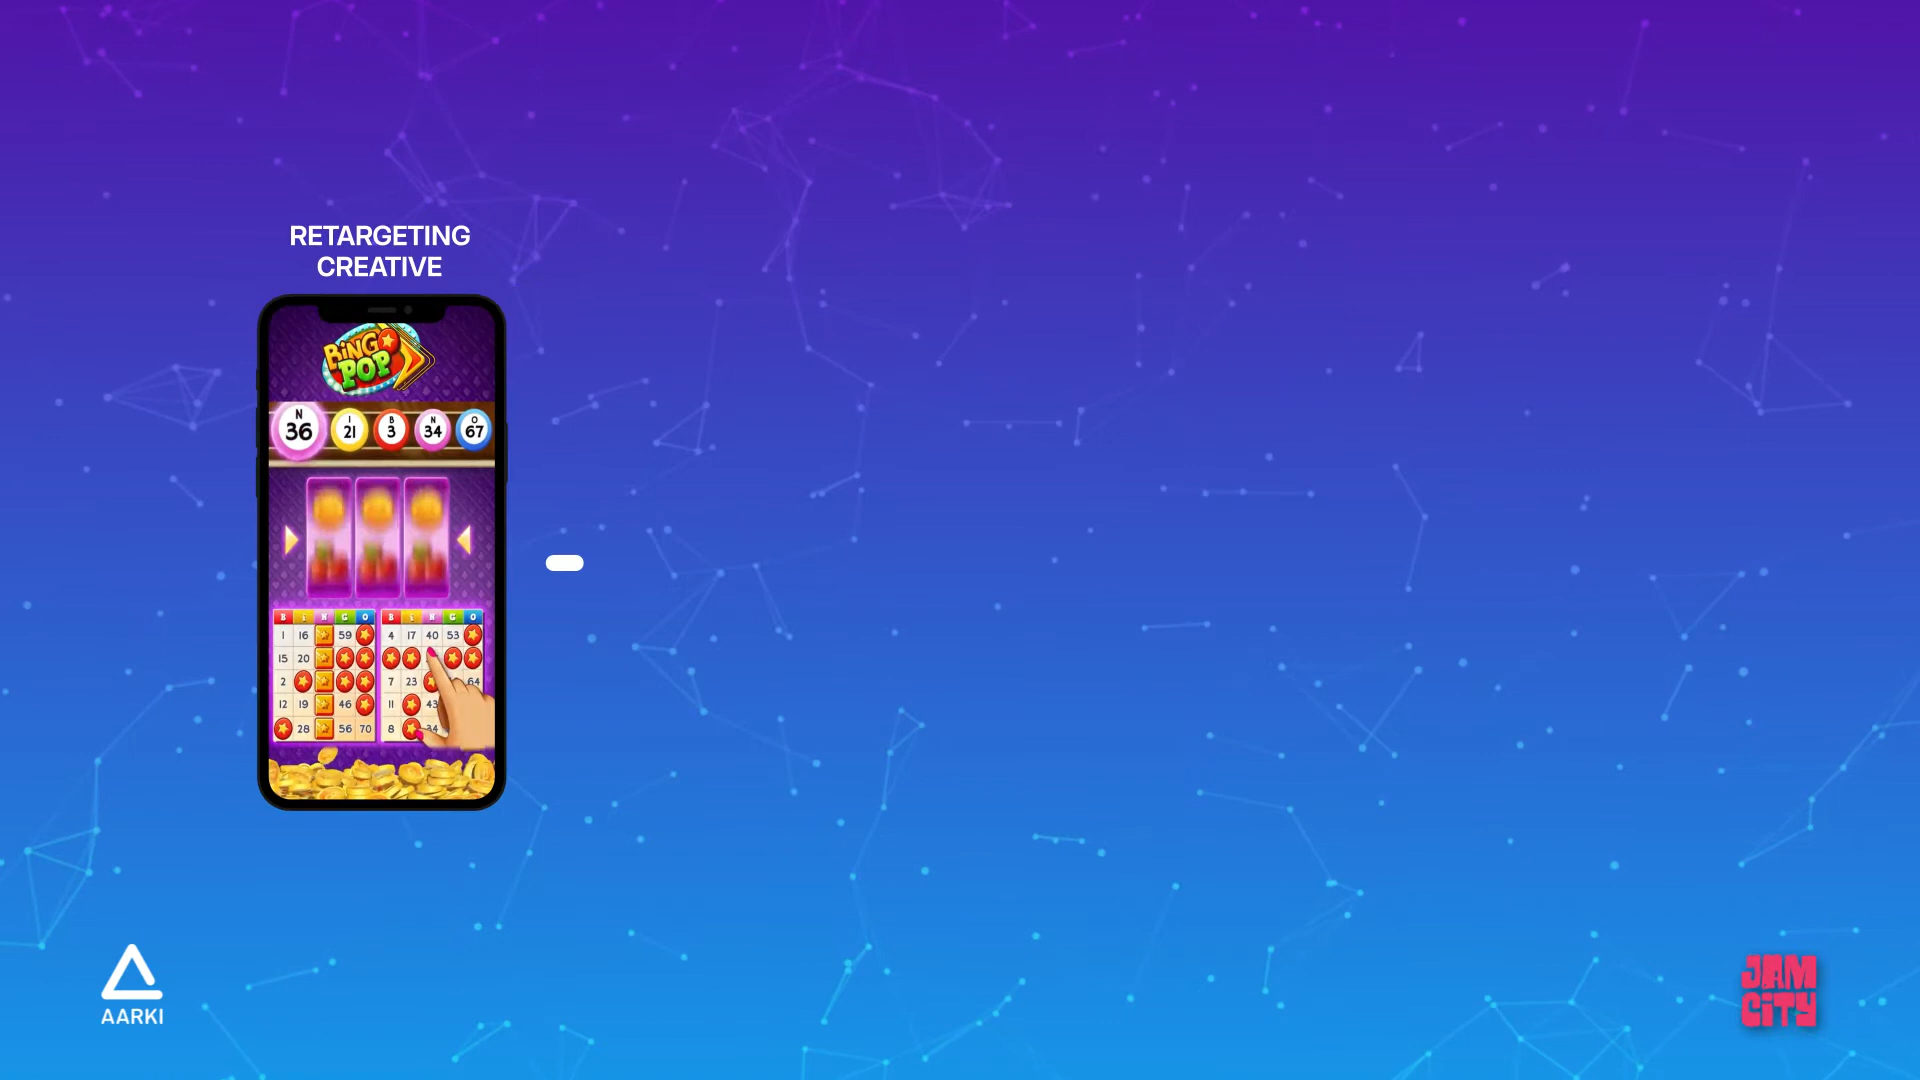 RETARGETING
CREATIVE
BINGO
POP
N I B N O
36 21 3 34 67
B I N G O B I N G O
1 16 59 4 17 40 53
15 20
2 7 23 64
12 19 46 11 43
28 56 70 8 34
AARKI
JAM
CITY